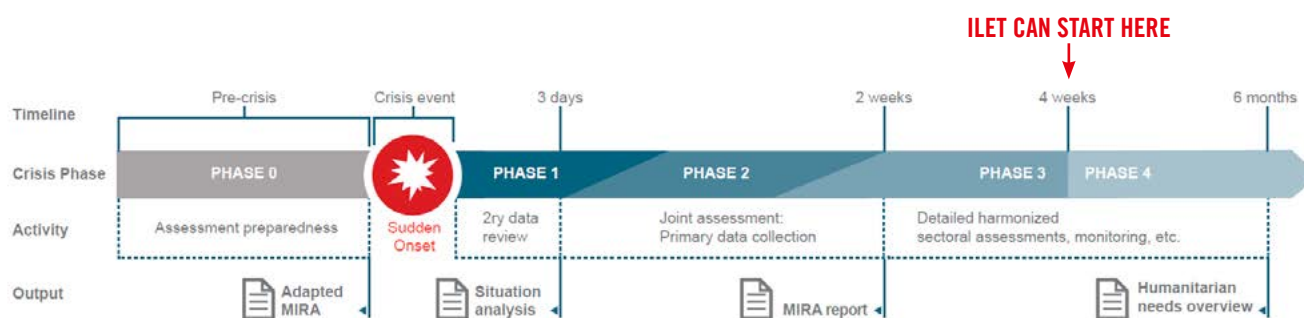 ILET CAN START HERE
Timeline
Pre-crisis
Crisis event
3 days
2 weeks
4 weeks
6 months
Crisis Phase
PHASE 0
PHASE 1
PHASE 2
PHASE 3
PHASE 4
Activity
Assessment preparedness
Sudden
Onset
2ry data
review
Joint assessment:
Primary data collection
Detailed harmonized
sectoral assessments, monitoring, etc.
Output
Adapted
MIRA
Situation
analysis
MIRA report
Humanitarian
needs overview